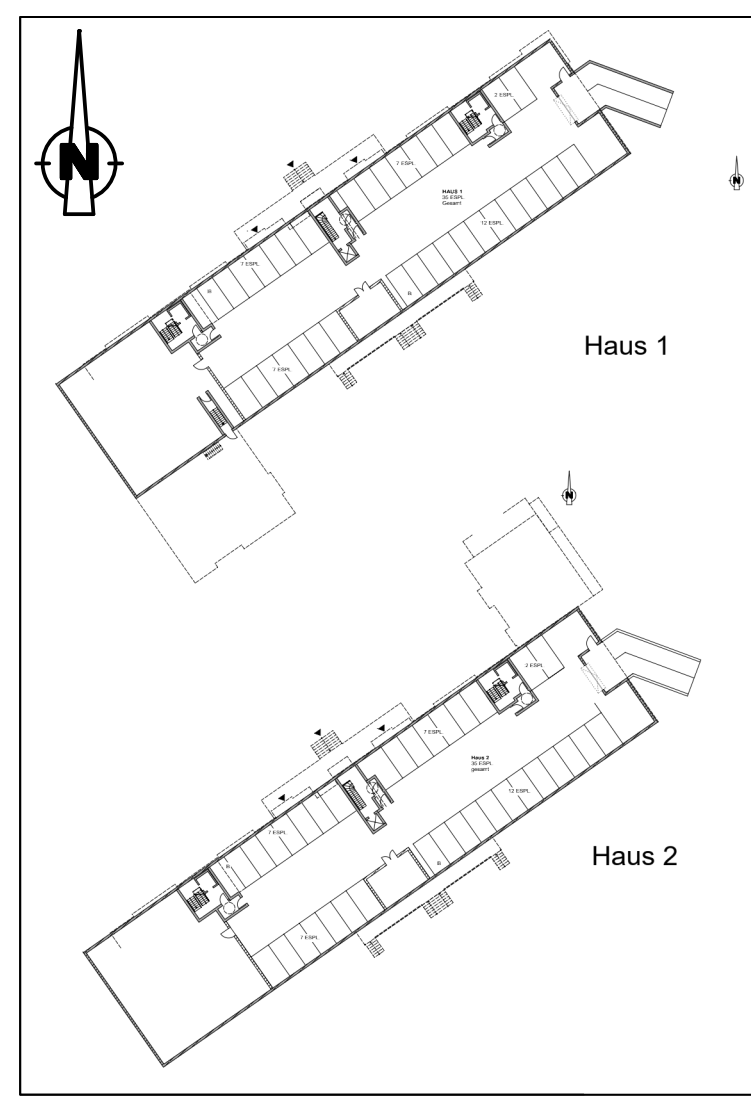 N
2 ESPL.
7 ESPL.
N
HAUS 1
35 ESPL
Gesamt
12 ESPL.
7 ESPL.
B
B
Haus 1
7 ESPL.
N
2 ESPL.
7 ESPL.
Haus 2
35 ESPL
gesamt
12 ESPL.
7 ESPL.
B
B
Haus 2
7 ESPL.